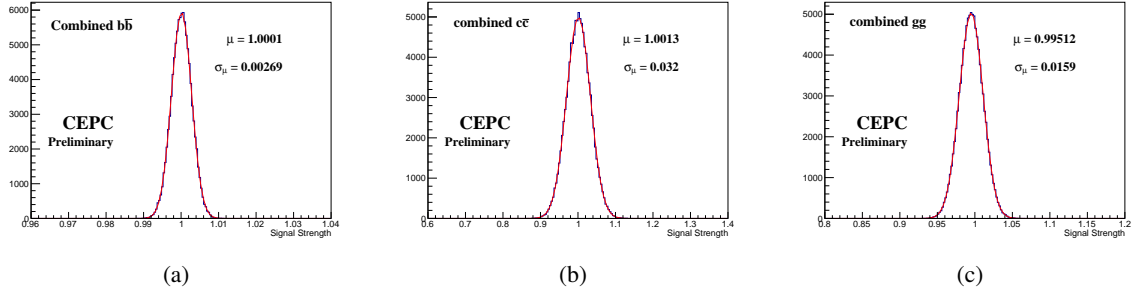 Combined bb̄
μ = 1.0001
σμ = 0.00269
CEPC
Preliminary
6000
5000
4000
3000
2000
1000
0
0.96 0.97 0.98 0.99 1 1.01 1.02 1.03 1.04
Signal Strength
(a)
combined cc̄
μ = 1.0013
σμ = 0.032
CEPC
Preliminary
5000
4000
3000
2000
1000
0
0.6 0.7 0.8 0.9 1 1.1 1.2 1.3 1.4
Signal Strength
(b)
combined gg
μ = 0.99512
σμ = 0.0159
CEPC
Preliminary
5000
4000
3000
2000
1000
0
0.8 0.85 0.9 0.95 1 1.05 1.1 1.15 1.2
Signal Strength
(c)